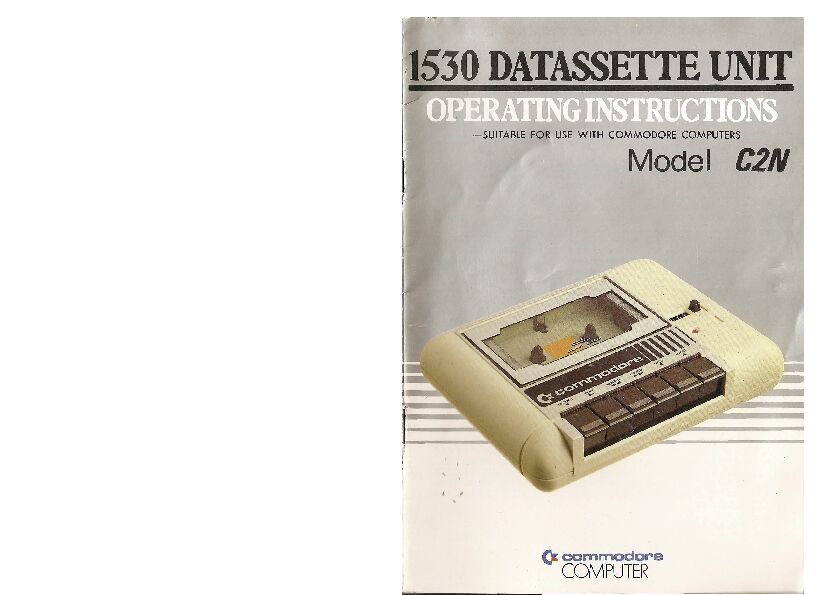 1530 DATASSETTE UNIT
OPERATING INSTRUCTIONS
—SUITABLE FOR USE WITH COMMODORE COMPUTERS
Model C2N
commodore
commodore
COMPUTER